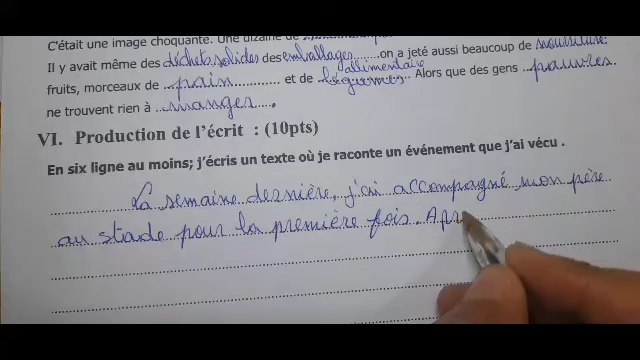 C'était une image choquante. Une dizaine de
Il y avait même des déchets solides des emballages on a jeté aussi beaucoup de nourriture
allimentaire
fruits, morceaux de pain et de légumes. Alors que des gens pauvres.
ne trouvent rien à manger.
VI. Production de l'écrit : (10pts)
En six ligne au moins; j'écris un texte où je raconte un événement que j'ai vécu .
La semaine dernière, j'ai accompagné mon père
au stade pour la première fois. Apr